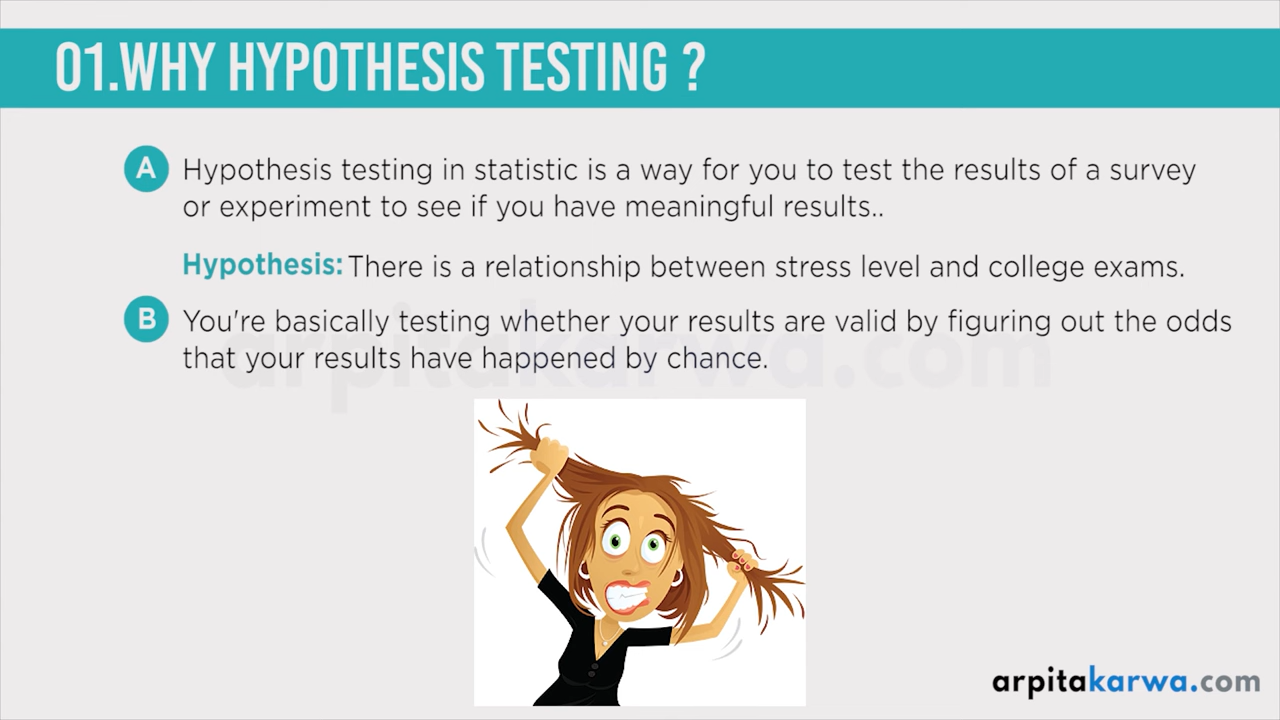 01.WHY HYPOTHESIS TESTING ?
A Hypothesis testing in statistic is a way for you to test the results of a survey
or experiment to see if you have meaningful results..
Hypothesis: There is a relationship between stress level and college exams.
B You're basically testing whether your results are valid by figuring out the odds
that your results have happened by chance.
arpitakarwa.com
arpitakarwa.com